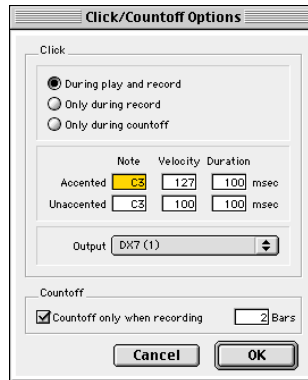 Click/Countoff Options
Click
During play and record
Only during record
Only during countoff
Note Velocity Duration
Accented C3 127 100 msec
Unaccented C3 100 100 msec
Output DX7 (1)
Countoff
Countoff only when recording 2 Bars
Cancel OK